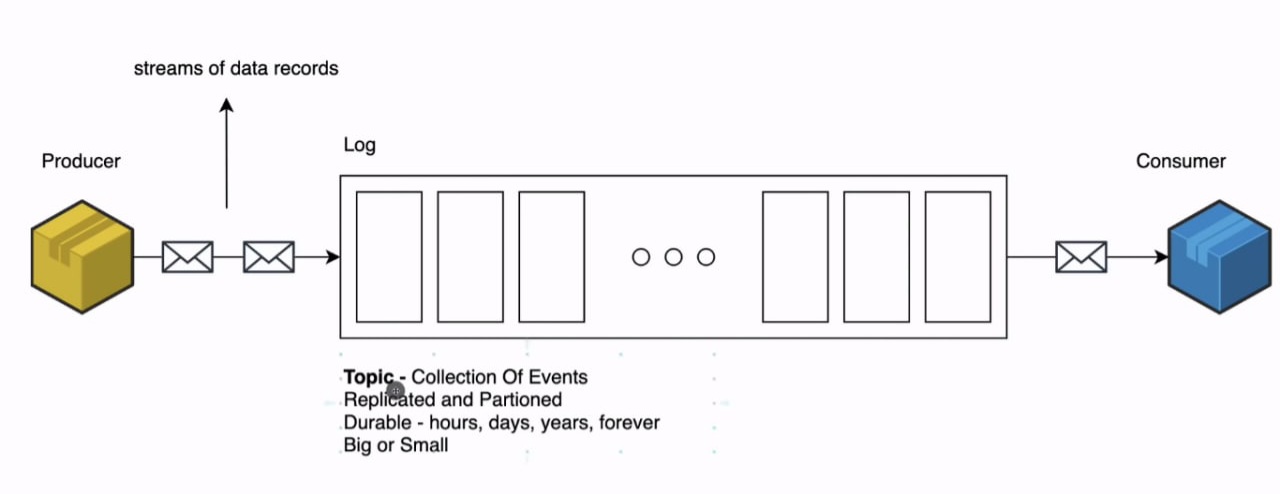 streams of data records
Log
Producer
Consumer
Topic - Collection Of Events
Replicated and Partioned
Durable - hours, days, years, forever
Big or Small